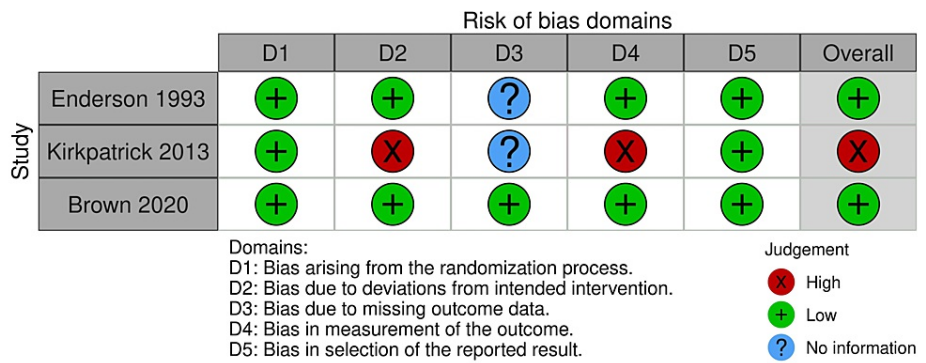 Risk of bias domains
D1 D2 D3 D4 D5 Overall
Study
Enderson 1993 + + ? + + +
Kirkpatrick 2013 + X ? X + X
Brown 2020 + + + + + +
Domains:
D1: Bias arising from the randomization process.
D2: Bias due to deviations from intended intervention.
D3: Bias due to missing outcome data.
D4: Bias in measurement of the outcome.
D5: Bias in selection of the reported result.
Judgement
X High
+ Low
? No information